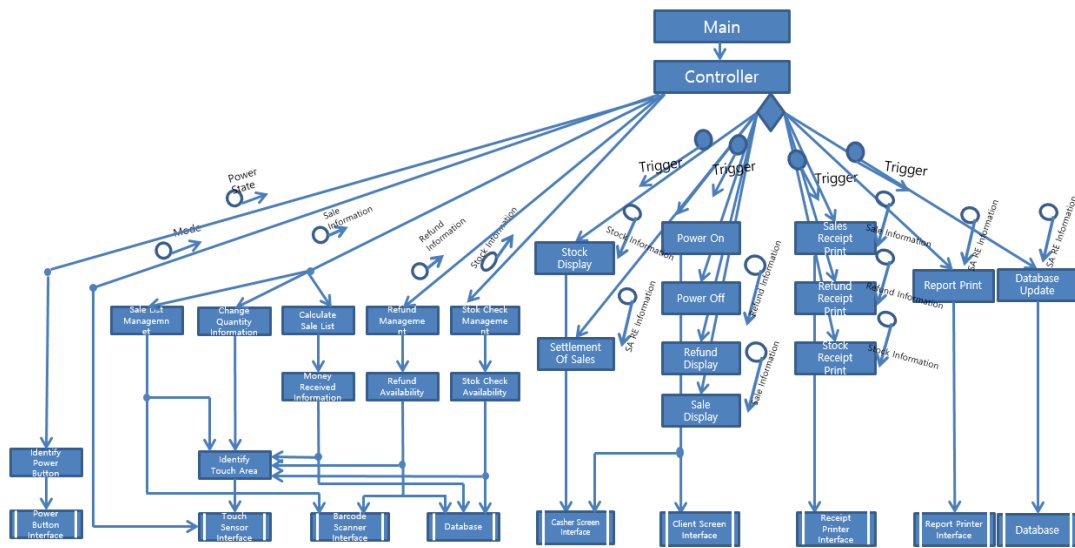 Main
Controller
Power
State
Mode
Sale
Information
Refund
Information
Stock Information
Trigger
Trigger
Trigger
Trigger
Stock Information
SA RE Information
Refund Information
Sale Information
Sale Information
Refund Information
Stock Information
SA RE Information
SA RE Information
Stock
Display
Power On
Sales
Receipt
Print
Report Print
Database
Update
Power Off
Refund
Receipt
Print
Sale List
Managemn
et
Change
Quantity
Information
Calculate
Sale List
Refund
Manageme
nt
Stok Check
Management
Settlement
Of Sales
Refund
Display
Stock
Receipt
Print
Money
Received
Information
Refund
Availability
Stok Check
Availability
Sale
Display
Identify
Power
Button
Identify
Touch Area
Power
Button
Interface
Touch
Sensor
Interface
Barcode
Scanner
Interface
Database
Casher Screen
Interface
Client Screen
Interface
Receipt
Printer
Interface
Report Printer
Interface
Database